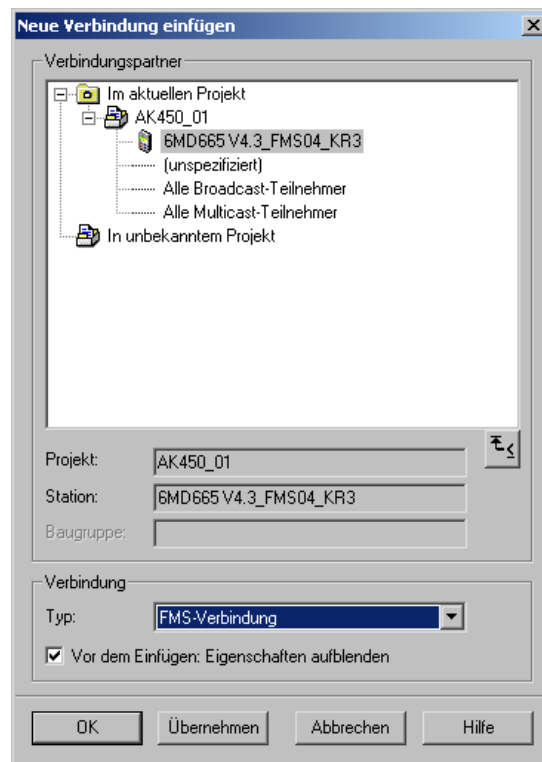 Neue Verbindung einfügen
Verbindungspartner
Im aktuellen Projekt
AK450_01
6MD665 V4.3_FMS04_KR3
(unspezifiziert)
Alle Broadcast-Teilnehmer
Alle Multicast-Teilnehmer
In unbekanntem Projekt
Projekt: AK450_01
Station: 6MD665 V4.3_FMS04_KR3
Baugruppe:
Verbindung
Typ: FMS-Verbindung
Vor dem Einfügen: Eigenschaften aufblenden
OK Übernehmen Abbrechen Hilfe